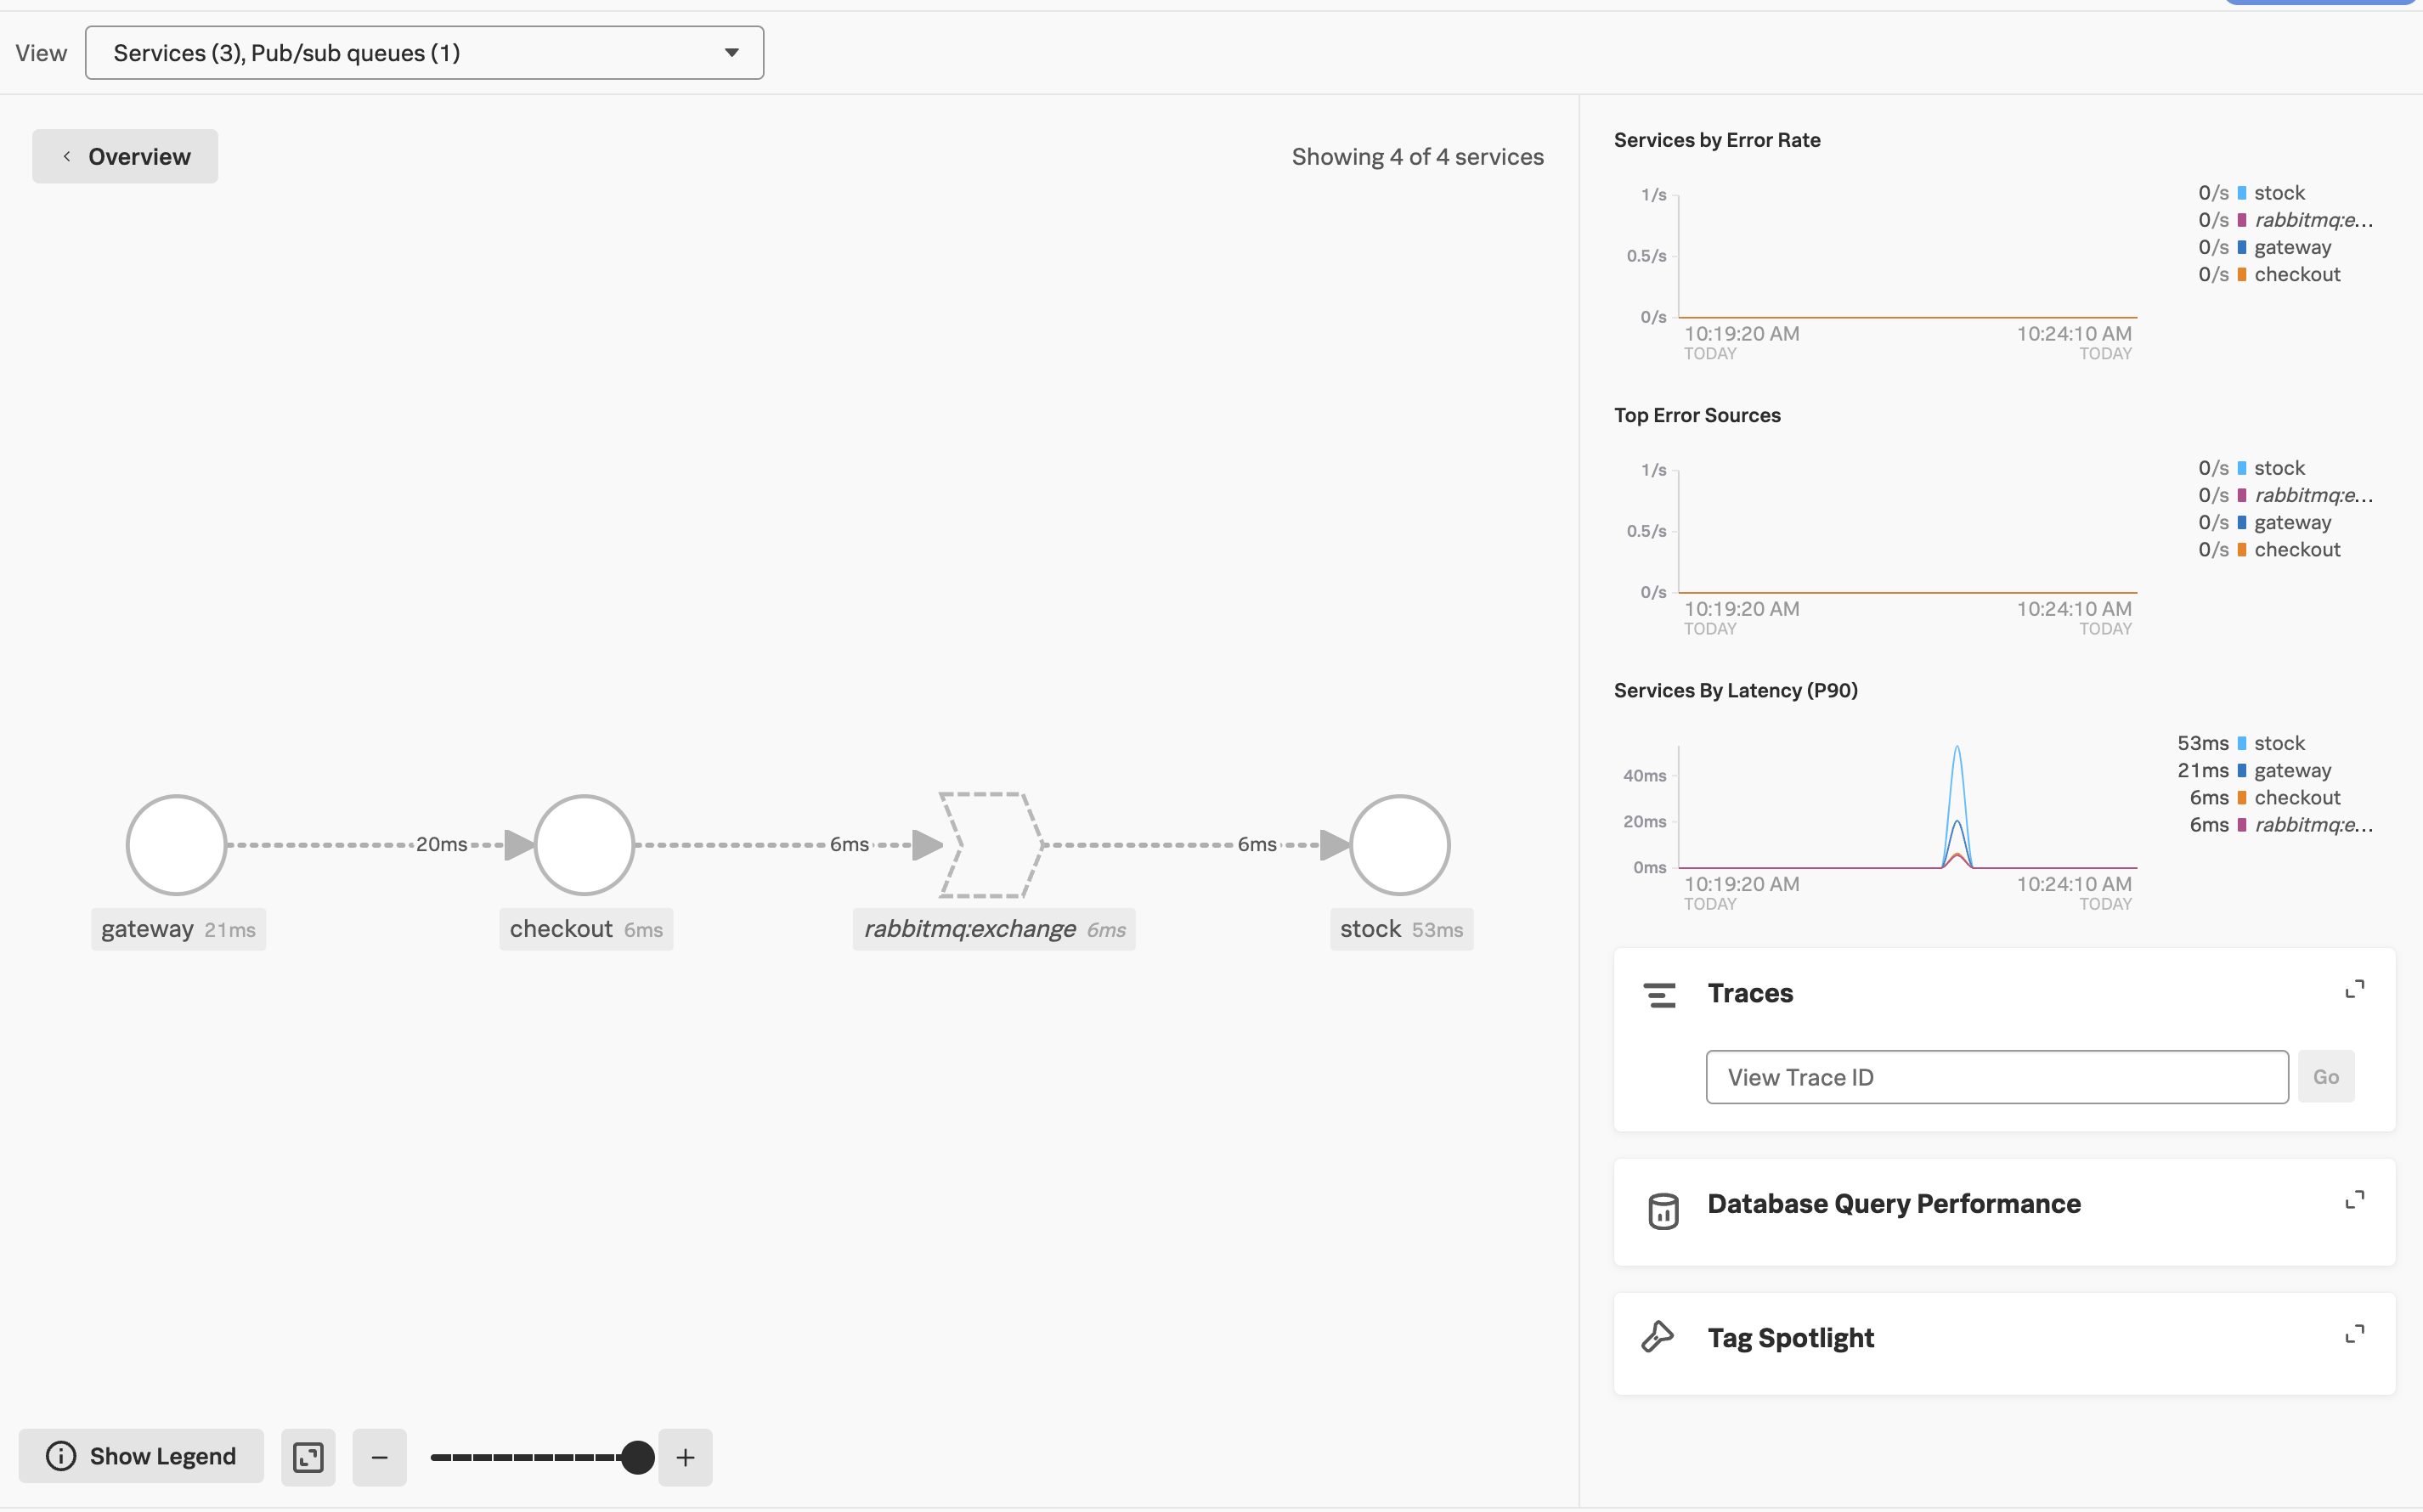 View
Services (3), Pub/sub queues (1)
Overview
Showing 4 of 4 services
20ms
6ms
6ms
gateway 21ms
checkout 6ms
rabbitmq:exchange 6ms
stock 53ms
Show Legend
Services by Error Rate
1/s
0.5/s
0/s
10:19:20 AM
TODAY
10:24:10 AM
TODAY
0/s stock
0/s rabbitmq:e...
0/s gateway
0/s checkout
Top Error Sources
1/s
0.5/s
0/s
10:19:20 AM
TODAY
10:24:10 AM
TODAY
0/s stock
0/s rabbitmq:e...
0/s gateway
0/s checkout
Services By Latency (P90)
40ms
20ms
0ms
10:19:20 AM
TODAY
10:24:10 AM
TODAY
53ms stock
21ms gateway
6ms checkout
6ms rabbitmq:e...
Traces
View Trace ID
Go
Database Query Performance
Tag Spotlight